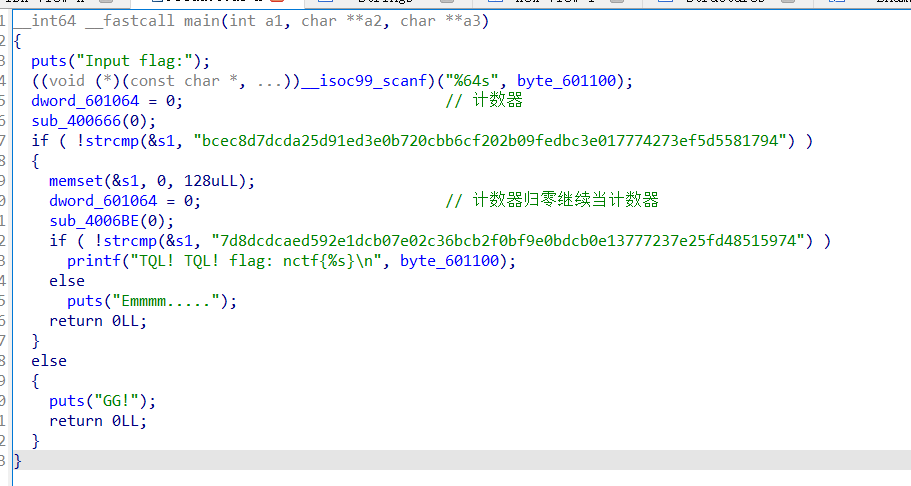 Strings
Structures
__int64 __fastcall main(int a1, char **a2, char **a3)
{
puts("Input flag:");
((void (*)(const char *, ...))__isoc99_scanf)("%64s", byte_601100);
dword_601064 = 0; // 计数器
sub_400666(0);
if ( !strcmp(&s1, "bcec8d7dcda25d91ed3e0b720cbb6cf202b09fedbc3e017774273ef5d5581794") )
{
memset(&s1, 0, 128uLL);
dword_601064 = 0; // 计数器归零继续当计数器
sub_4006BE(0);
if ( !strcmp(&s1, "7d8dcdcaed592e1dcb07e02c36bcb2f0bf9e0bdcb0e13777237e25fd48515974") )
printf("TQL! TQL! flag: nctf{%s}\n", byte_601100);
else
puts("Emmmm.....");
return 0LL;
}
else
{
puts("GG!");
return 0LL;
}
}